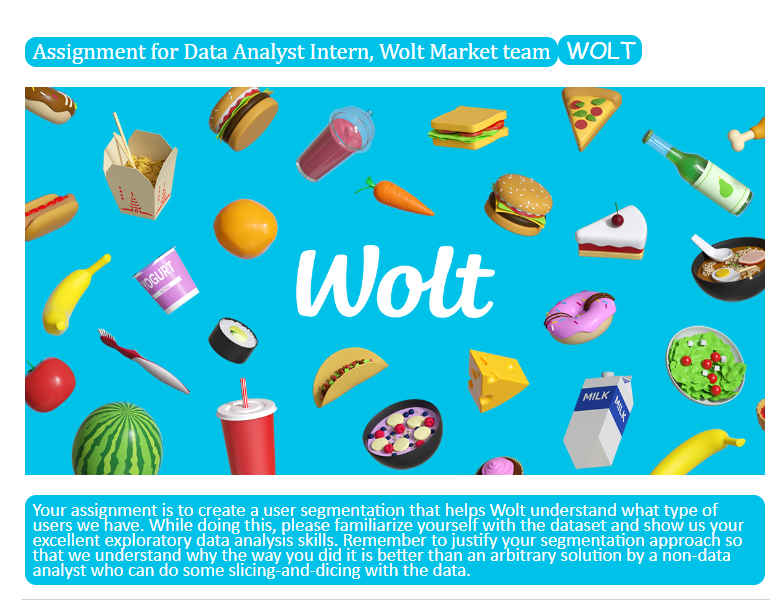 Assignment for Data Analyst Intern, Wolt Market team WOLT
Wolt
YOGURT
MILK MILK
Your assignment is to create a user segmentation that helps Wolt understand what type of
users we have. While doing this, please familiarize yourself with the dataset and show us your
excellent exploratory data analysis skills. Remember to justify your segmentation approach so
that we understand why the way you did it is better than an arbitrary solution by a non-data
analyst who can do some slicing-and-dicing with the data.